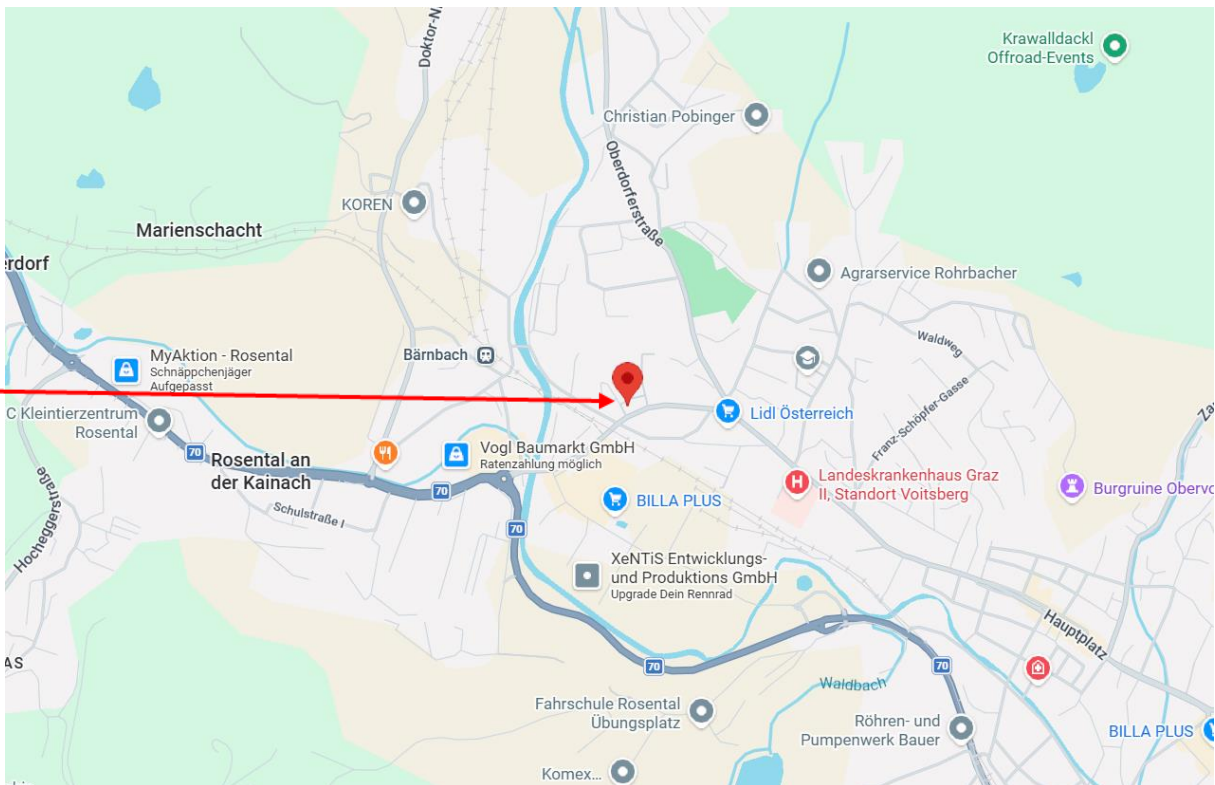 Krawalldackl
Offroad-Events
Doktor-N
Christian Pobinger
Oberdorferstraße
KOREN
Marienschacht
erdorf
Agrarservice Rohrbacher
Waldweg
MyAktion - Rosental
Schnäppchenjäger
Aufgepasst
Bärnbach
Franz-Schöpfer-Gasse
Lidl Österreich
C Kleintierzentrum
Rosental
Za
70
Vogl Baumarkt GmbH
Ratenzahlung möglich
Rosental an
der Kainach
Landeskrankenhaus Graz
II, Standort Voitsberg
H
Burgruine Obervo
70
BILLA PLUS
Schulstraße I
Hocheggerstraße
70
XeNTiS Entwicklungs-
und Produktions GmbH
Upgrade Dein Rennrad
Hauptplatz
AS
70
70
Waldbach
Fahrschule Rosental
Übungsplatz
Röhren- und
Pumpenwerk Bauer
BILLA PLUS
Komex...